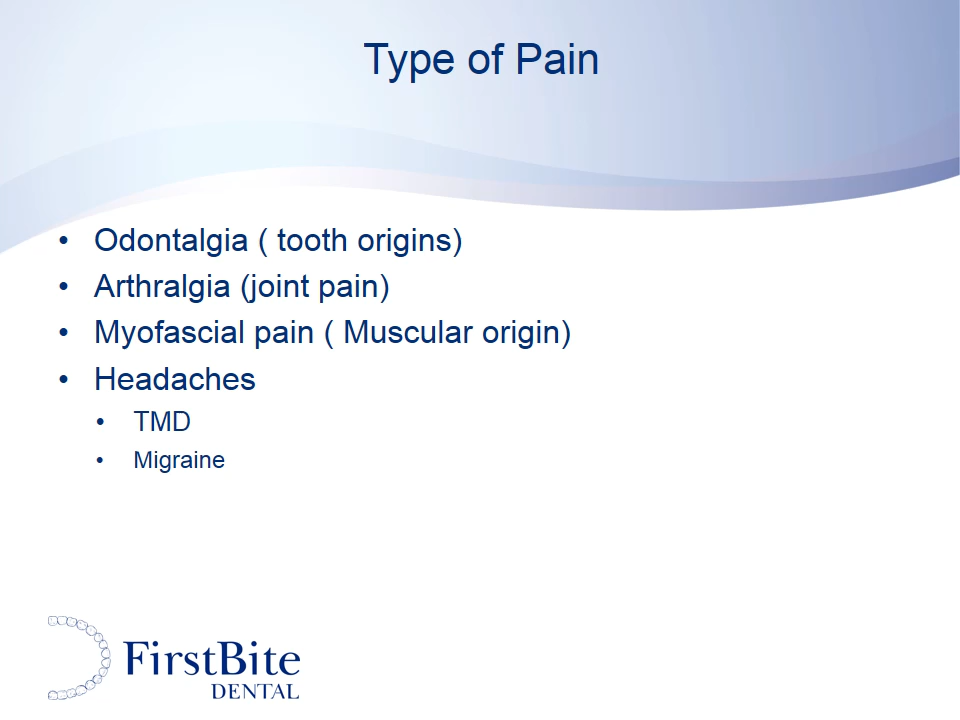 Type of Pain
• Odontalgia ( tooth origins)
• Arthralgia (joint pain)
• Myofascial pain ( Muscular origin)
• Headaches
• TMD
• Migraine
FirstBite
DENTAL